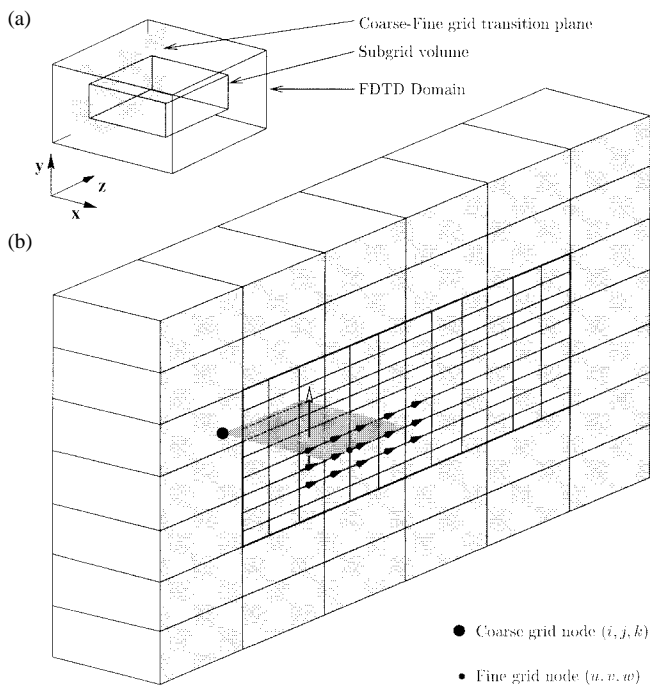 (a)
Coarse-Fine grid transition plane
Subgrid volume
FDTD Domain
y
z
x
(b)
Coarse grid node (i, j, k)
Fine grid node (u, v, w)